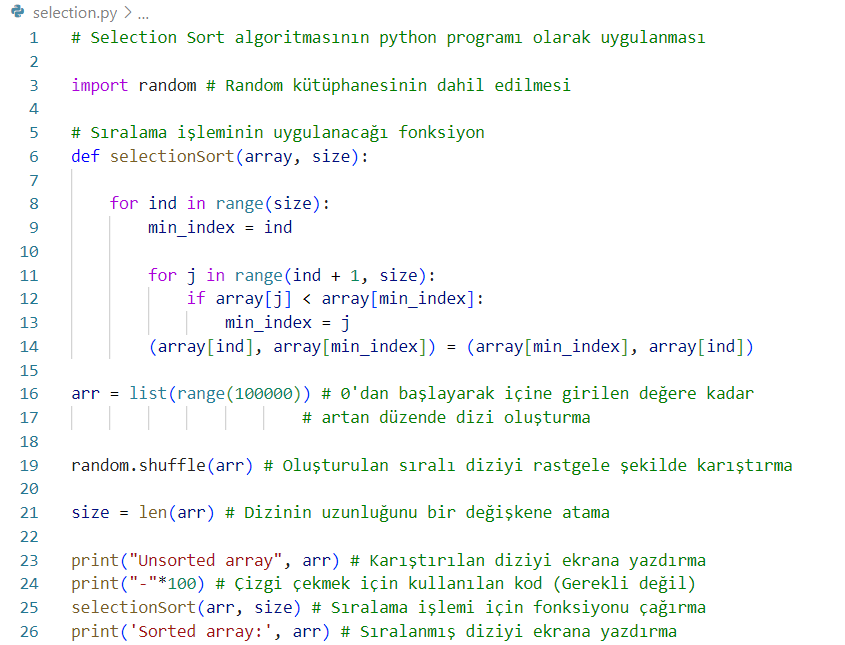 selection.py > ...
1 # Selection Sort algoritmasının python programı olarak uygulanması
2
3 import random # Random kütüphanesinin dahil edilmesi
4
5 # Sıralama işleminin uygulanacağı fonksiyon
6 def selectionSort(array, size):
7
8     for ind in range(size):
9         min_index = ind
10
11         for j in range(ind + 1, size):
12             if array[j] < array[min_index]:
13                 min_index = j
14         (array[ind], array[min_index]) = (array[min_index], array[ind])
15
16 arr = list(range(100000)) # 0'dan başlayarak içine girilen değere kadar
17                         # artan düzende dizi oluşturma
18
19 random.shuffle(arr) # Oluşturulan sıralı diziyi rastgele şekilde karıştırma
20
21 size = len(arr) # Dizinin uzunluğunu bir değişkene atama
22
23 print("Unsorted array", arr) # Karıştırılan diziyi ekrana yazdırma
24 print("-"*100) # Çizgi çekmek için kullanılan kod (Gerekli değil)
25 selectionSort(arr, size) # Sıralama işlemi için fonksiyonu çağırma
26 print('Sorted array:', arr) # Sıralanmış diziyi ekrana yazdırma